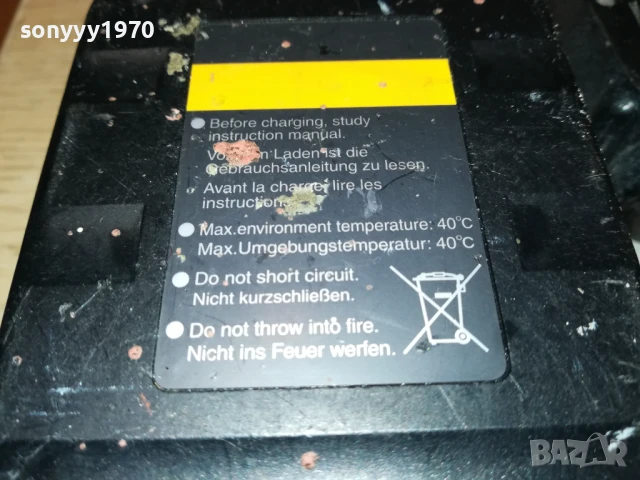 sonyyy1970
Before charging, study
instruction manual.
Laden ist die
Gebrauchsanleitung zu lesen.
Avant la charger lire les
Max.environment temperature: 40°C
Max.Umgebungstemperatur: 40°C
Do not short circuit.
Nicht kurzschließen.
Do not throw into fire.
Nicht ins Feuer werfen.
BAZAR